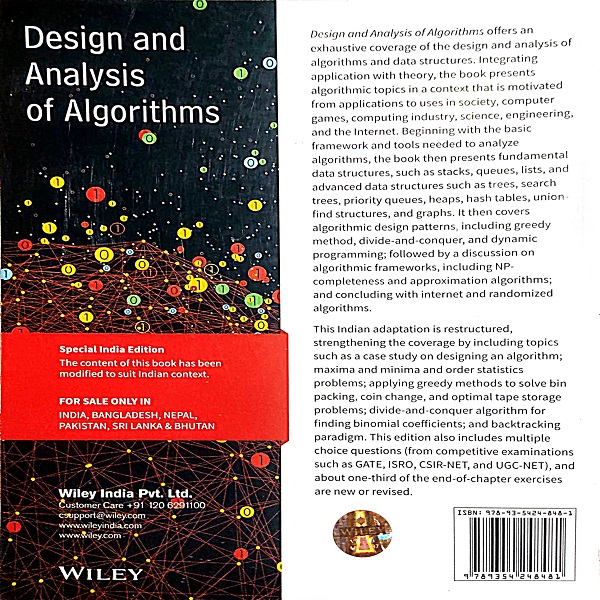 Design and
Analysis
of Algorithms
Special India Edition
The content of this book has been
modified to suit Indian context.
FOR SALE ONLY IN
INDIA, BANGLADESH, NEPAL,
PAKISTAN, SRI LANKA & BHUTAN
Wiley India Pvt. Ltd.
Customer Care +91 120 6291100
csupport@wiley.com
www.wileyindia.com
www.wiley.com
WILEY
Design and Analysis of Algorithms offers an
exhaustive coverage of the design and analysis of
algorithms and data structures. Integrating
application with theory, the book presents
algorithmic topics in a context that is motivated
from applications to uses in society, computer
games, computing industry, science, engineering,
and the Internet. Beginning with the basic
framework and tools needed to analyze
algorithms, the book then presents fundamental
data structures, such as stacks, queues, lists, and
advanced data structures such as trees, search
trees, priority queues, heaps, hash tables, union-
find structures, and graphs. It then covers
algorithmic design patterns, including greedy
method, divide-and-conquer, and dynamic
programming; followed by a discussion on
algorithmic frameworks, including NP-
completeness and approximation algorithms;
and concluding with internet and randomized
algorithms.
This Indian adaptation is restructured,
strengthening the coverage by including topics
such as a case study on designing an algorithm;
maxima and minima and order statistics
problems; applying greedy methods to solve bin
packing, coin change, and optimal tape storage
problems; divide-and-conquer algorithm for
finding binomial coefficients; and backtracking
paradigm. This edition also includes multiple
choice questions (from competitive examinations
such as GATE, ISRO, CSIR-NET, and UGC-NET), and
about one-third of the end-of-chapter exercises
are new or revised.
WILEY
ISBN: 978-93-5424-848-1
9 789354 248481